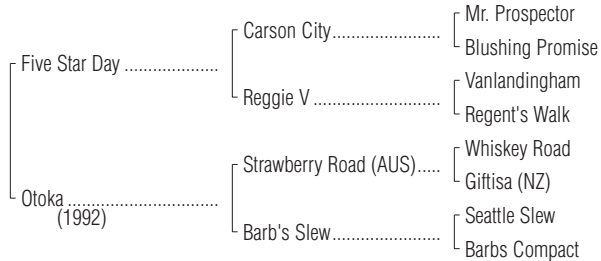 Mr. Prospector
Carson City
Blushing Promise
Five Star Day
Vanlandingham
Reggie V
Regent's Walk
Whiskey Road
Strawberry Road (AUS)
Giftisa (NZ)
Otoka
(1992)
Seattle Slew
Barb's Slew
Barbs Compact